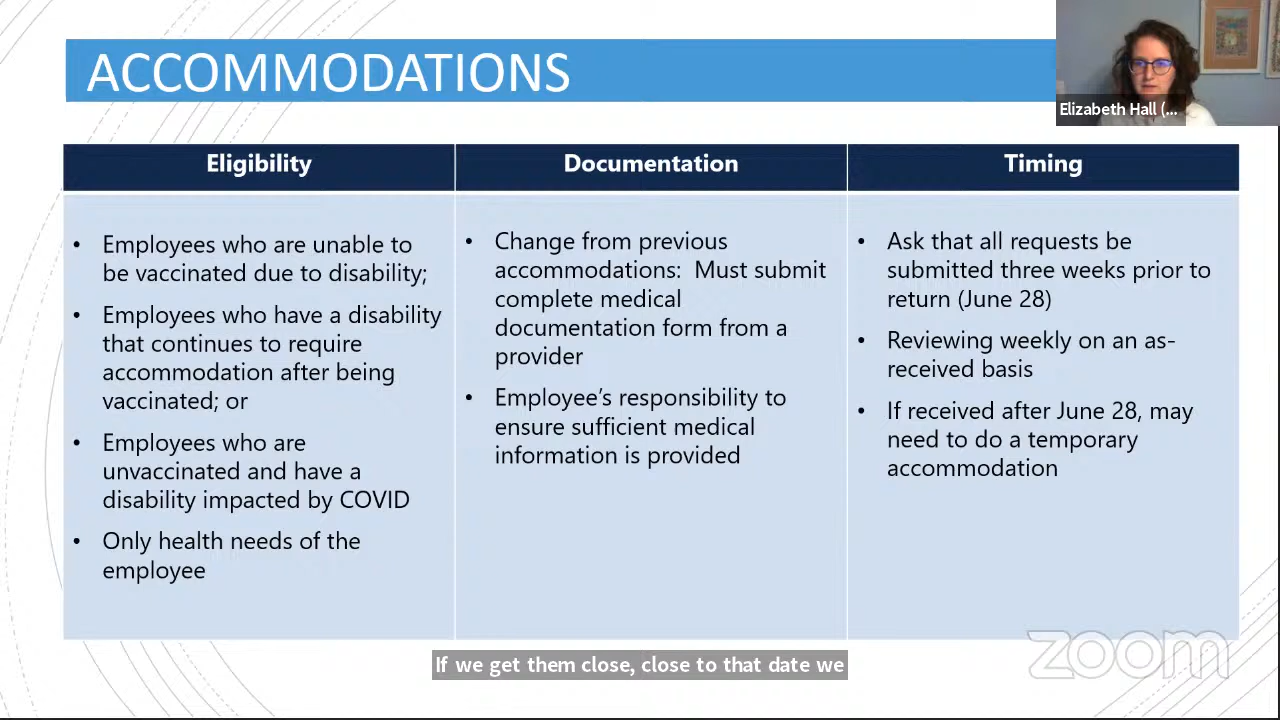 ACCOMMODATIONS
Elizabeth Hall (...
Eligibility
Documentation
Timing
• Employees who are unable to
be vaccinated due to disability;
• Employees who have a disability
that continues to require
accommodation after being
vaccinated; or
• Employees who are
unvaccinated and have a
disability impacted by COVID
• Only health needs of the
employee
• Change from previous
accommodations: Must submit
complete medical
documentation form from a
provider
• Employee’s responsibility to
ensure sufficient medical
information is provided
• Ask that all requests be
submitted three weeks prior to
return (June 28)
• Reviewing weekly on an as-
received basis
• If received after June 28, may
need to do a temporary
accommodation
zoom
If we get them close, close to that date we